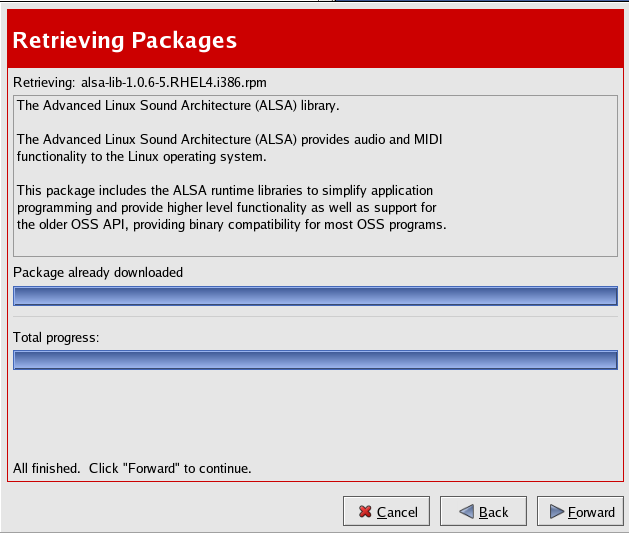 Retrieving Packages
Retrieving: alsa-lib-1.0.6-5.RHEL4.i386.rpm
The Advanced Linux Sound Architecture (ALSA) library.
The Advanced Linux Sound Architecture (ALSA) provides audio and MIDI
functionality to the Linux operating system.
This package includes the ALSA runtime libraries to simplify application
programming and provide higher level functionality as well as support for
the older OSS API, providing binary compatibility for most OSS programs.
Package already downloaded
Total progress:
All finished.  Click "Forward" to continue.
Cancel
Back
Forward